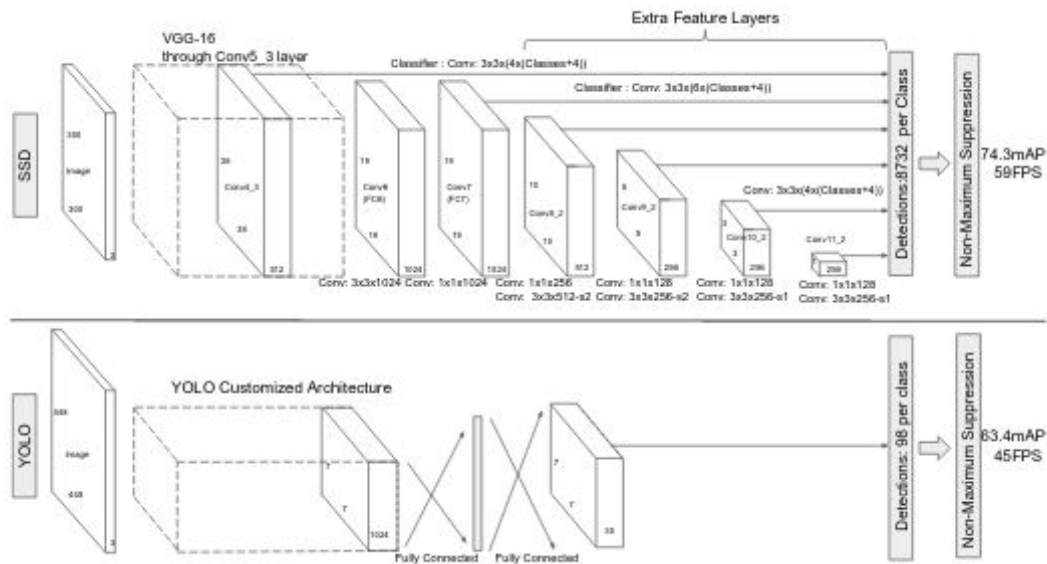 Extra Feature Layers
VGG-16
through Conv5_3 layer
Classifier : Conv: 3x3x(4x(Classes+4))
Classifier : Conv: 3x3x(6x(Classes+4))
SSD
300
Image
300
3
38
Conv4_3
38
512
19
Conv6
(FC6)
19
1024
19
Conv7
(FC7)
19
1024
10
Conv8_2
10
512
5
Conv9_2
5
256
Conv: 3x3x(4x(Classes+4))
3
Conv10_2
3
256
Conv11_2
256
Detections:8732 per Class
Non-Maximum Suppression
74.3mAP
59FPS
Conv: 3x3x1024
Conv: 1x1x1024
Conv: 1x1x256
Conv: 3x3x512-s2
Conv: 1x1x128
Conv: 3x3x256-s2
Conv: 1x1x128
Conv: 3x3x256-s1
Conv: 1x1x128
Conv: 3x3x256-s1
YOLO
448
Image
448
3
YOLO Customized Architecture
7
7
1024
Fully Connected
Fully Connected
7
7
30
Detections: 98 per class
Non-Maximum Suppression
63.4mAP
45FPS